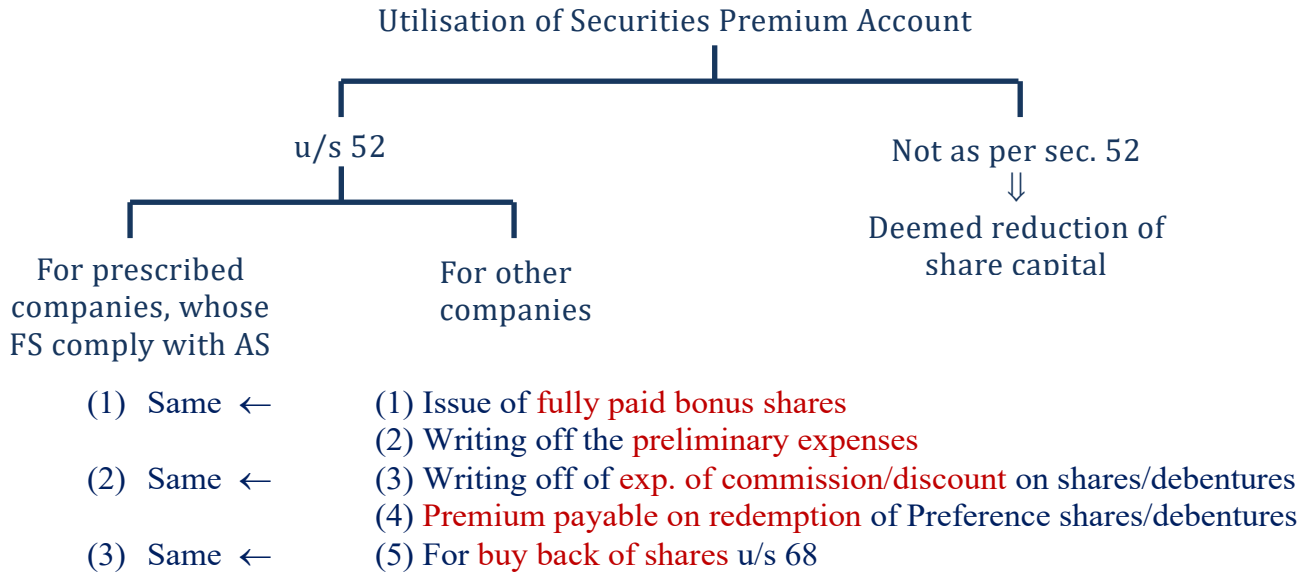 Utilisation of Securities Premium Account
u/s 52
Not as per sec. 52
⇓
Deemed reduction of
share capital
For prescribed
companies, whose
FS comply with AS
For other
companies
(1) Same ← (1) Issue of fully paid bonus shares
(2) Writing off the preliminary expenses
(2) Same ← (3) Writing off of exp. of commission/discount on shares/debentures
(4) Premium payable on redemption of Preference shares/debentures
(3) Same ← (5) For buy back of shares u/s 68